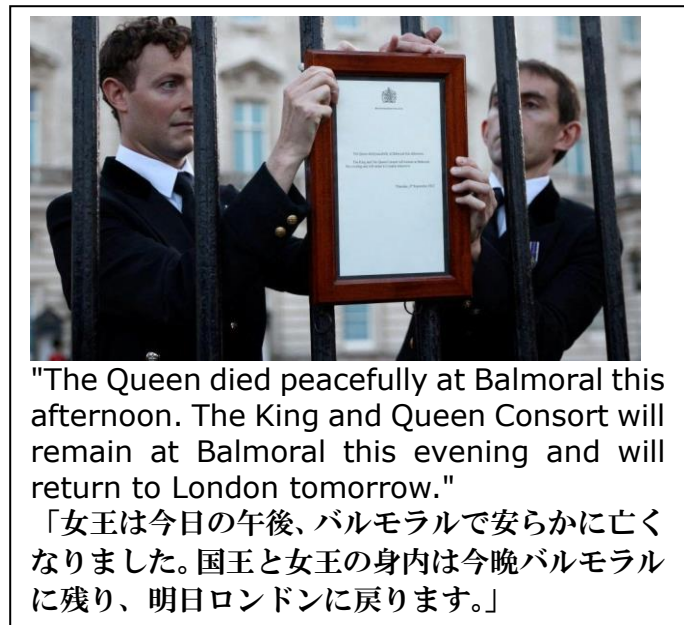 "The Queen died peacefully at Balmoral this
afternoon. The King and Queen Consort will
remain at Balmoral this evening and will
return to London tomorrow."
「女王は今日の午後、バルモラルで安らかに亡く
なりました。国王と女王の身内は今晩バルモラル
に残り、明日ロンドンに戻ります。」